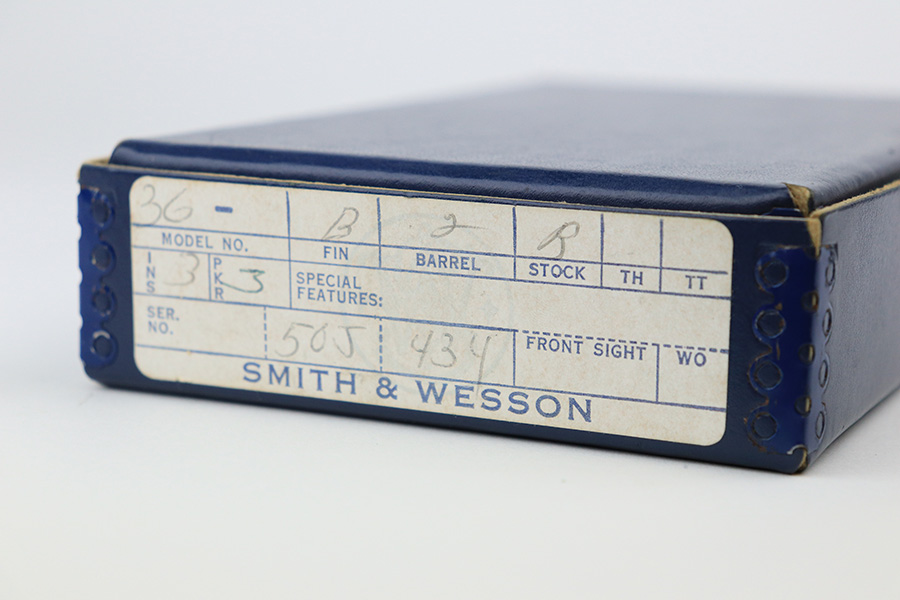 36 - B 2 R
MODEL NO. FIN BARREL STOCK TH TT
INS 3 PKR 3 SPECIAL FEATURES:
SER. NO. 50J 434 FRONT SIGHT WO
SMITH & WESSON